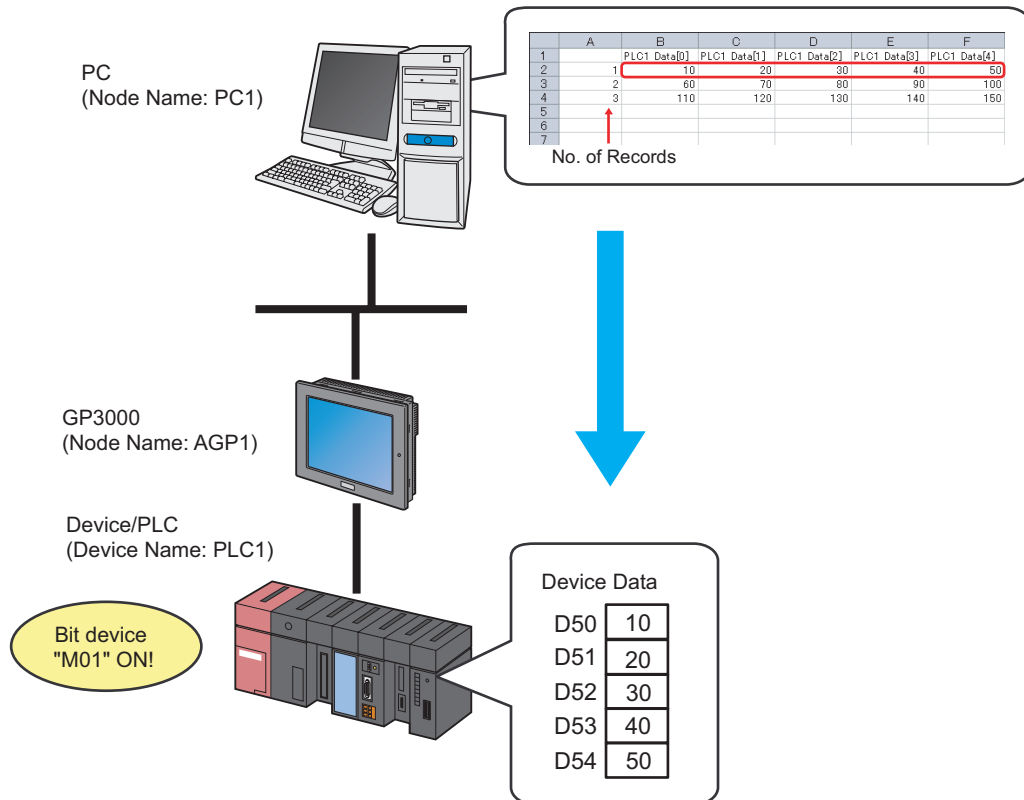 PC
(Node Name: PC1)
A B C D E F
1 PLC1 Data[0] PLC1 Data[1] PLC1 Data[2] PLC1 Data[3] PLC1 Data[4]
2 1 10 20 30 40 50
3 2 60 70 80 90 100
4 3 110 120 130 140 150
5
6
7
No. of Records
GP3000
(Node Name: AGP1)
Device/PLC
(Device Name: PLC1)
Bit device
"M01" ON!
Device Data
D50 10
D51 20
D52 30
D53 40
D54 50